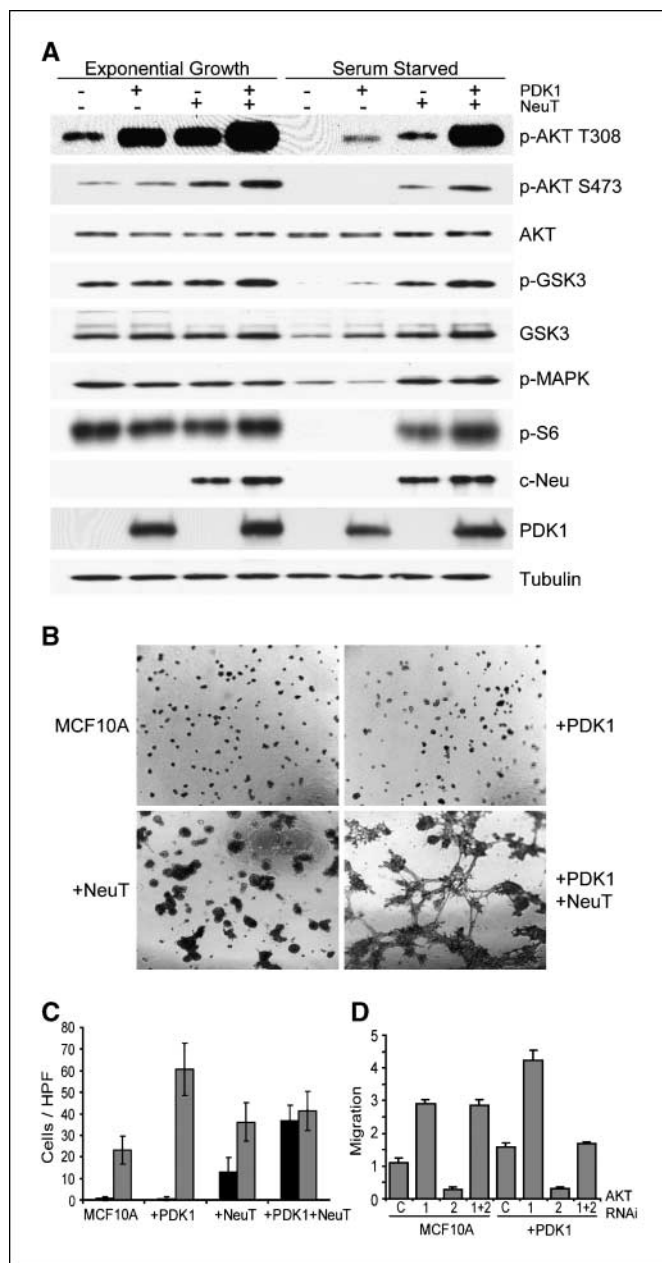 A
Exponential Growth Serum Starved
- + - + - + - + PDK1
- - + + - - + + NeuT
p-AKT T308
p-AKT S473
AKT
p-GSK3
GSK3
p-MAPK
p-S6
c-Neu
PDK1
Tubulin
B
MCF10A +PDK1
+NeuT +PDK1
+NeuT
C
Cells / HPF
80
70
60
50
40
30
20
10
0
MCF10A +PDK1 +NeuT +PDK1+NeuT
D
Migration
5
4
3
2
1
0
C 1 2 1+2 C 1 2 1+2 AKT
RNAi
MCF10A +PDK1